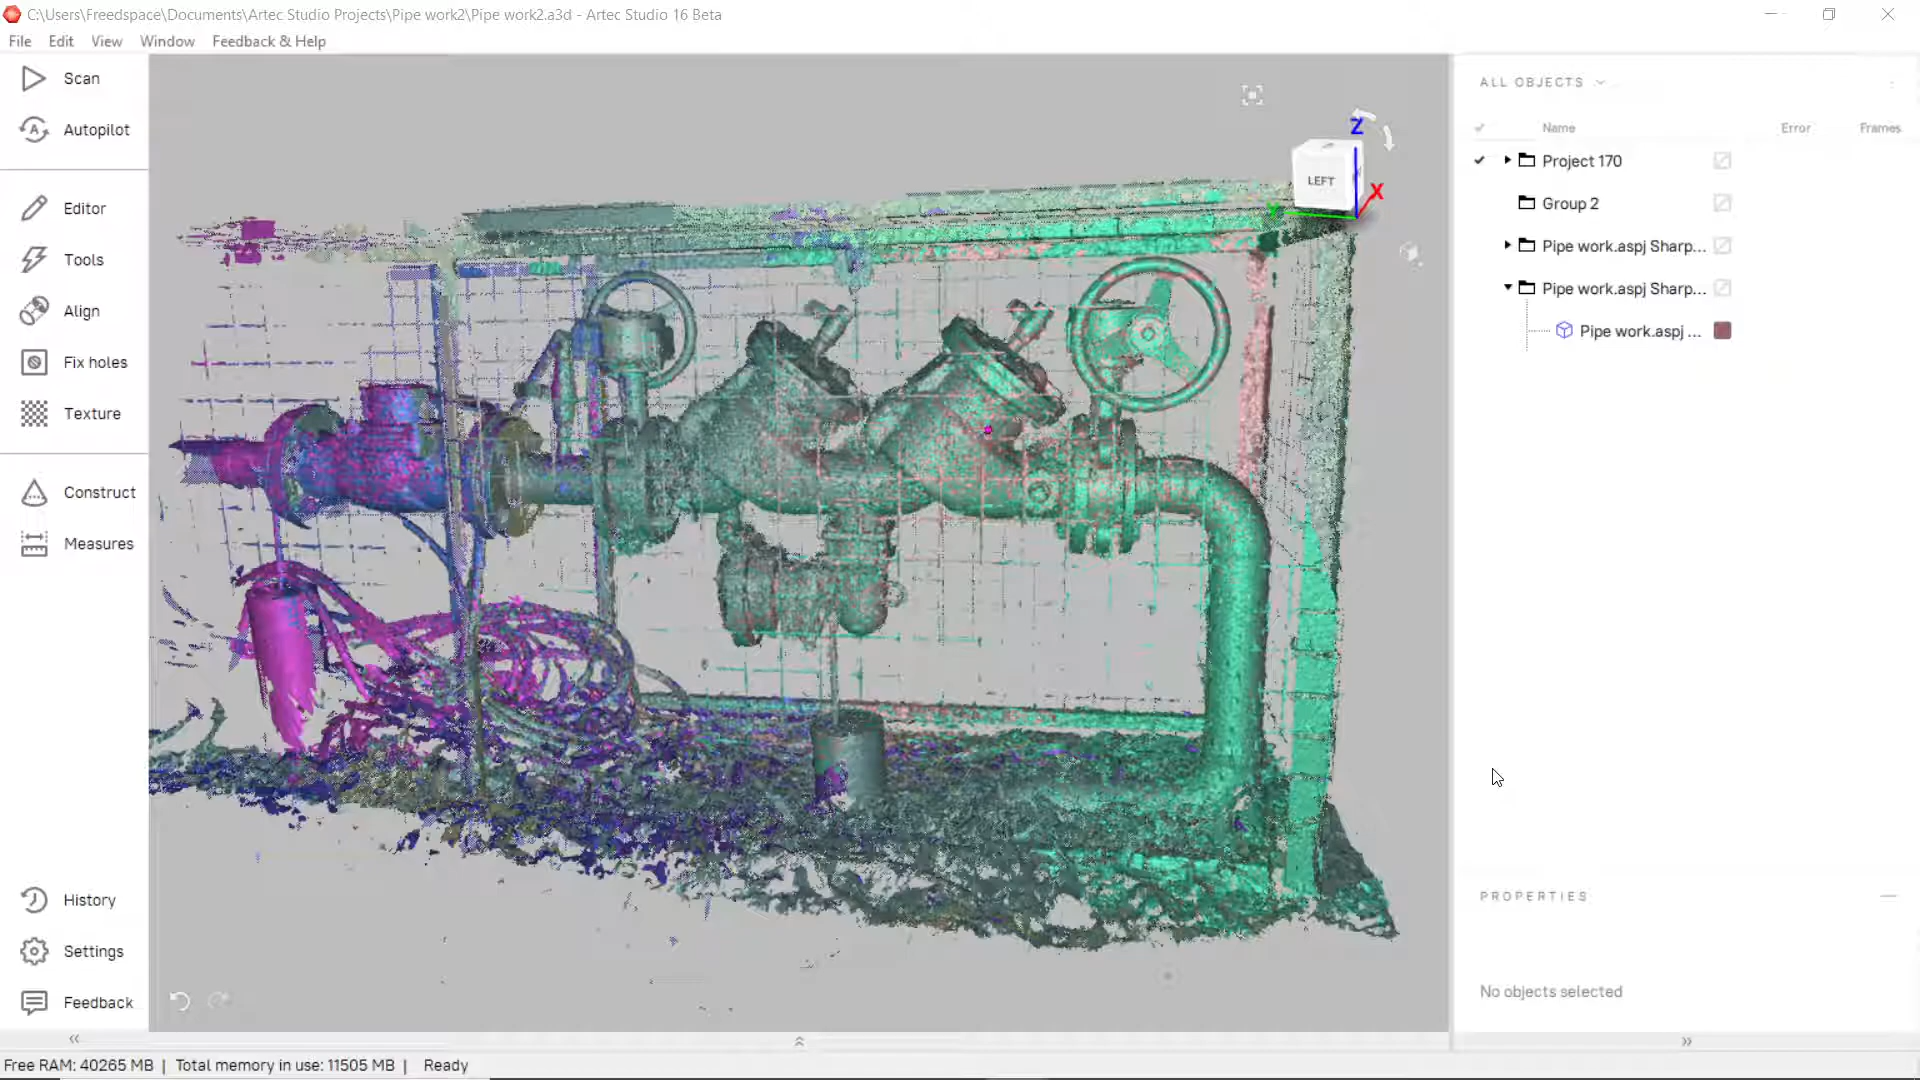 C:\Users\Freedspace\Documents\Artec Studio Projects\Pipe work2\Pipe work2.a3d - Artec Studio 16 Beta
File Edit View Window Feedback & Help
Scan
Autopilot
Editor
Tools
Align
Fix holes
Texture
Construct
Measures
History
Settings
Feedback
Z
LEFT
X
Y
ALL OBJECTS
Name Error Frames
Project 170
Group 2
Pipe work.aspj Sharp...
Pipe work.aspj Sharp...
Pipe work.aspj ...
PROPERTIES
No objects selected
Free RAM: 40265 MB | Total memory in use: 11505 MB | Ready